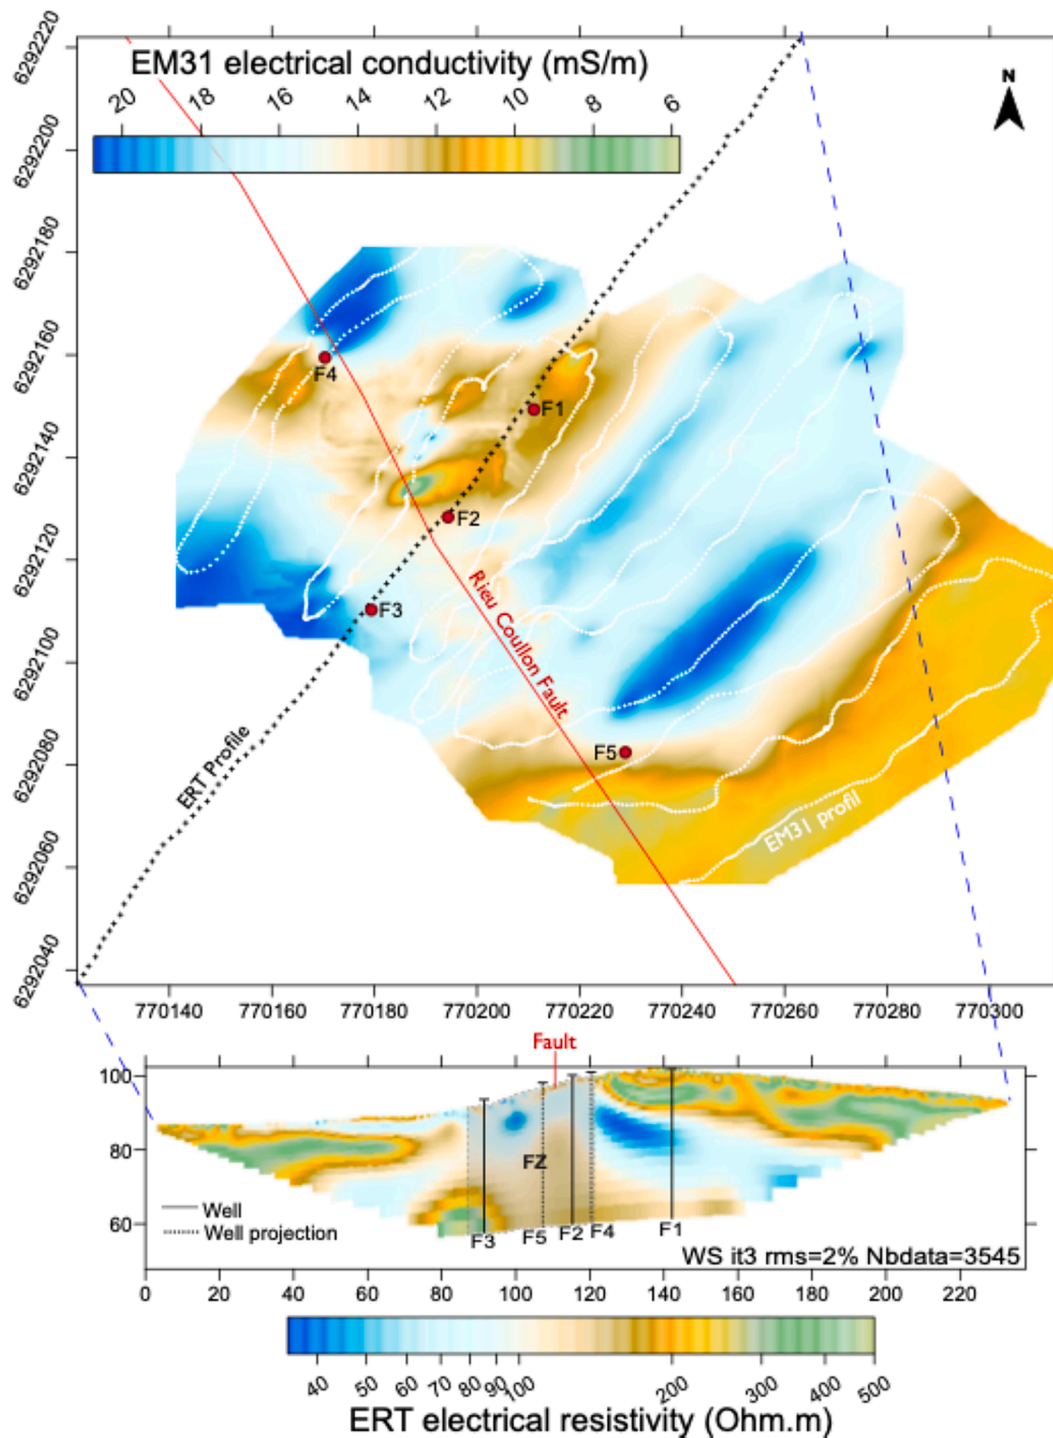 EM31 electrical conductivity (mS/m)
20 18 16 14 12 10 8 6
N
6292220
6292200
6292180
6292160
6292140
6292120
6292100
6292080
6292060
6292040
F4
F1
F2
F3
Rieu Coullon Fault
F5
ERT Profile
EM31 profil
770140 770160 770180 770200 770220 770240 770260 770280 770300
Fault
100
80
60
FZ
Well
Well projection
F3 F5 F2 F4 F1
WS it3 rms=2% Nbdata=3545
0 20 40 60 80 100 120 140 160 180 200 220
40 50 60 70 80 90 100 200 300 400 500
ERT electrical resistivity (Ohm.m)